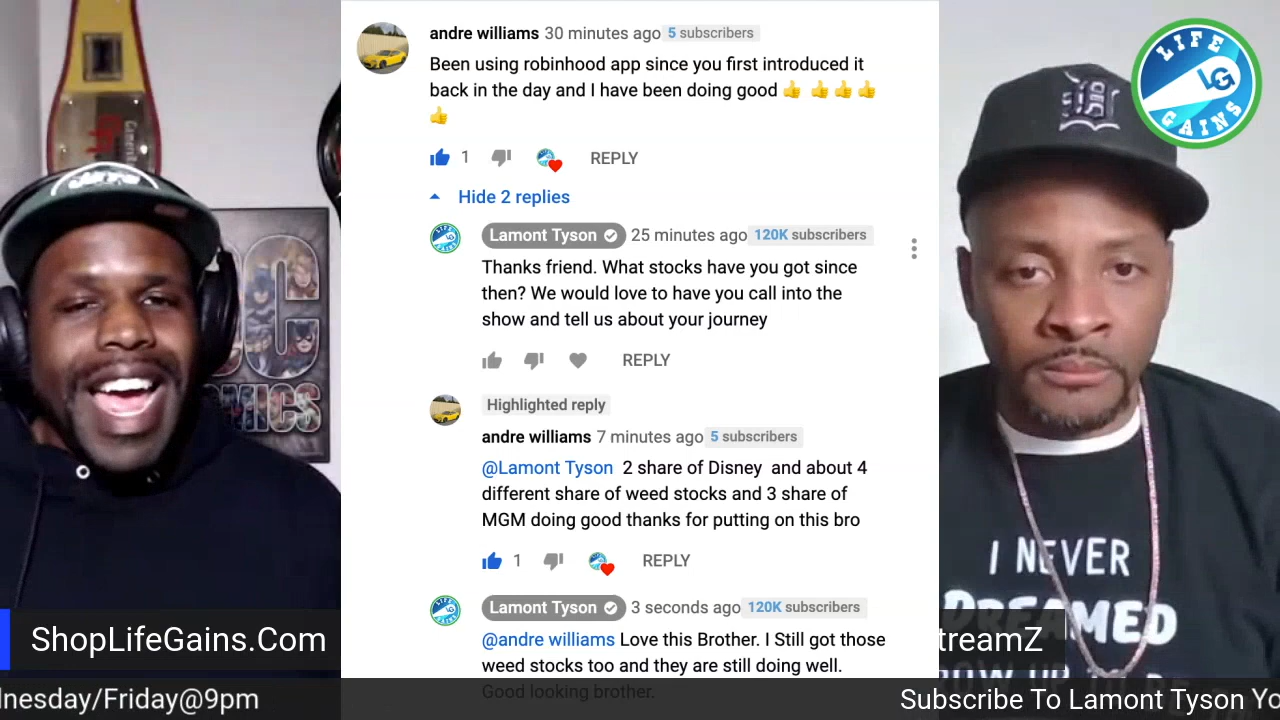 andre williams 30 minutes ago 5 subscribers
Been using robinhood app since you first introduced it
back in the day and I have been doing good 👍 👍👍👍
👍
1 REPLY
Hide 2 replies
Lamont Tyson 25 minutes ago 120K subscribers
Thanks friend. What stocks have you got since
then? We would love to have you call into the
show and tell us about your journey
REPLY
Highlighted reply
andre williams 7 minutes ago 5 subscribers
@Lamont Tyson 2 share of Disney and about 4
different share of weed stocks and 3 share of
MGM doing good thanks for putting on this bro
1 REPLY
Lamont Tyson 3 seconds ago 120K subscribers
@andre williams Love this Brother. I Still got those
weed stocks too and they are still doing well.
Good looking brother.
LIFE
LG
GAINS
C
OMICS
I NEVER
DREAMED
ShopLifeGains.Com
treamZ
nesday/Friday@9pm
Subscribe To Lamont Tyson Yo